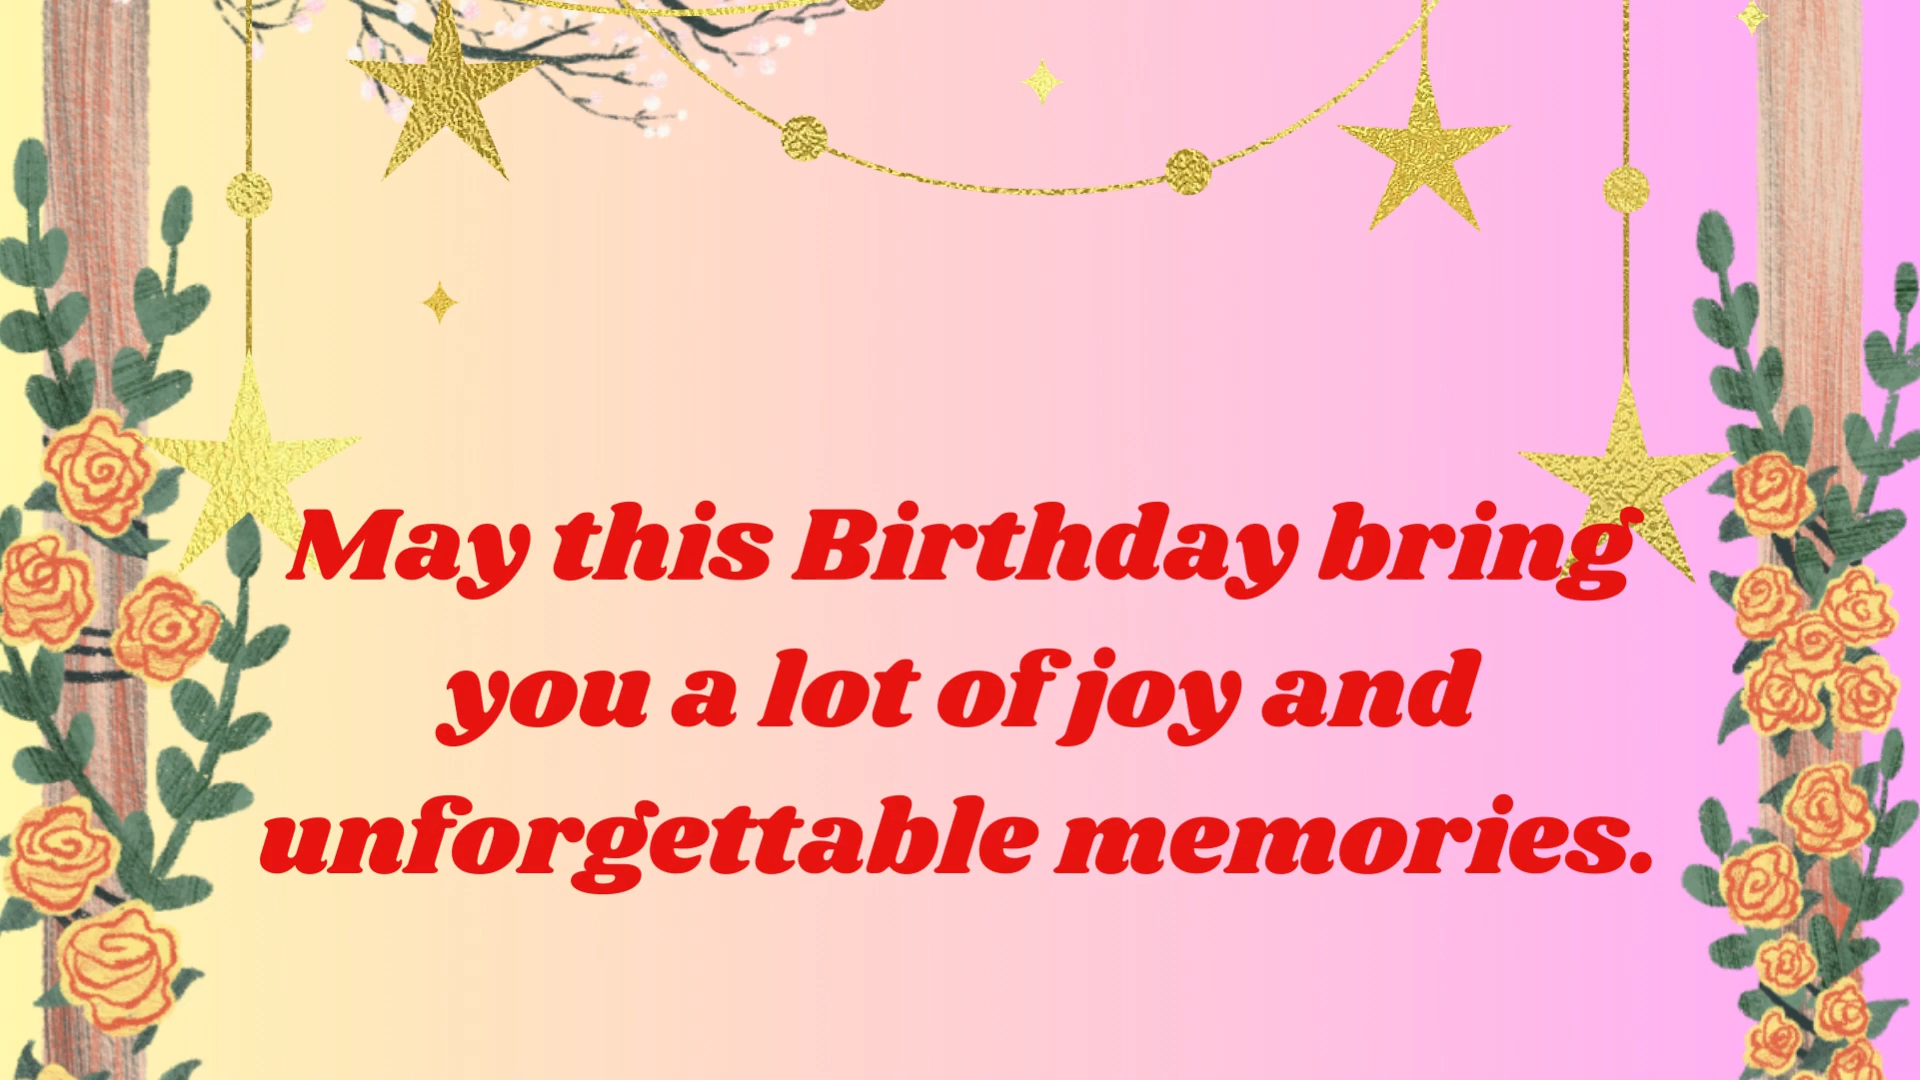 May this Birthday bring
you a lot of joy and
unforgettable memories.